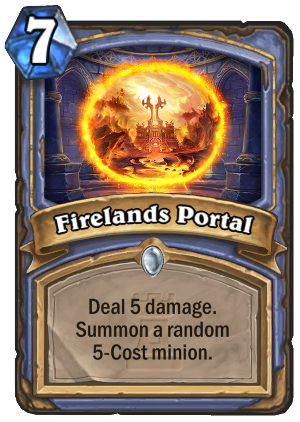 7
Firelands Portal
Deal 5 damage.
Summon a random
5-Cost minion.